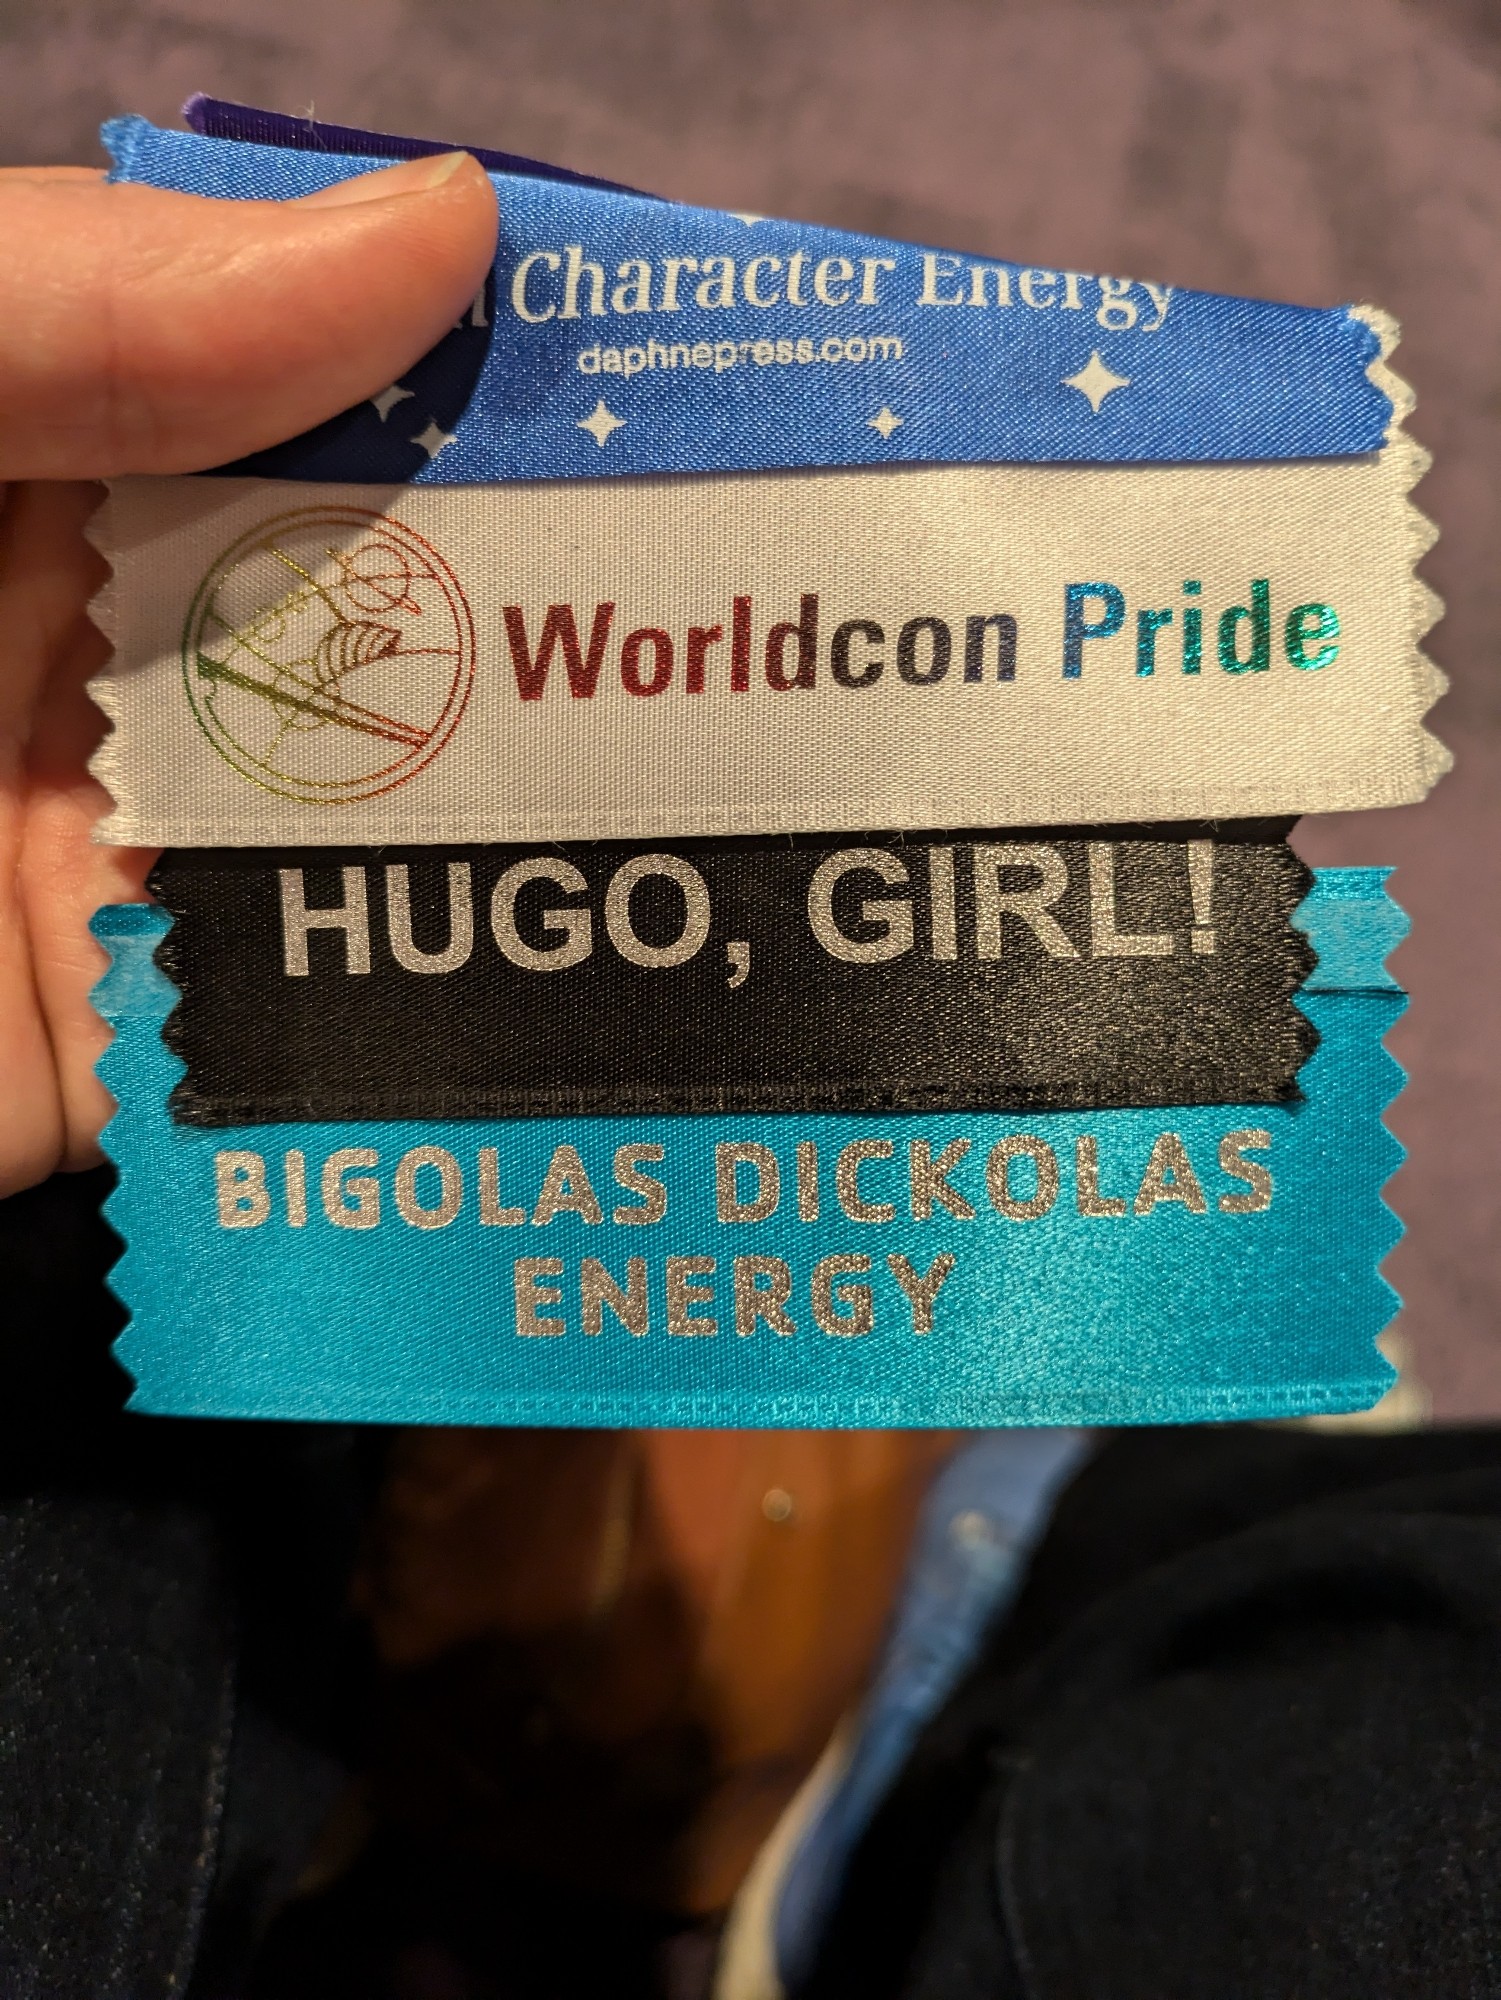 Character Energy
daphnepress.com
Worldcon Pride
HUGO, GIRL!
BIGOLAS DICKOLAS
ENERGY